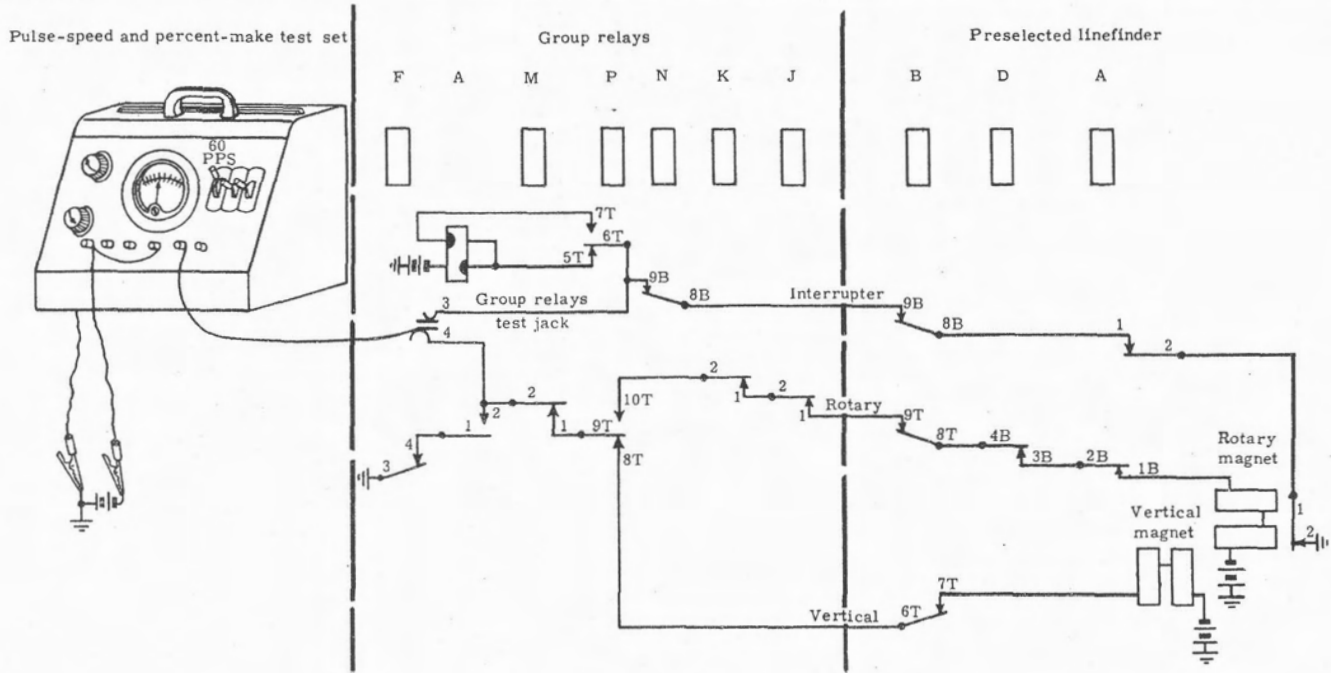 Pulse-speed and percent-make test set
Group relays
Preselected linefinder
F A M P N K J
B D A
60
PPS
7T
6T
5T
9B
8B
Interrupter
9B
8B
1
2
3
Group relays
test jack
4
2
1
2
10T
2
1
Rotary
9T
2
1
1
9T
8T
4B
8T
3B
2B
1B
Rotary
magnet
4
1
3
Vertical
magnet
1
2
7T
Vertical
6T